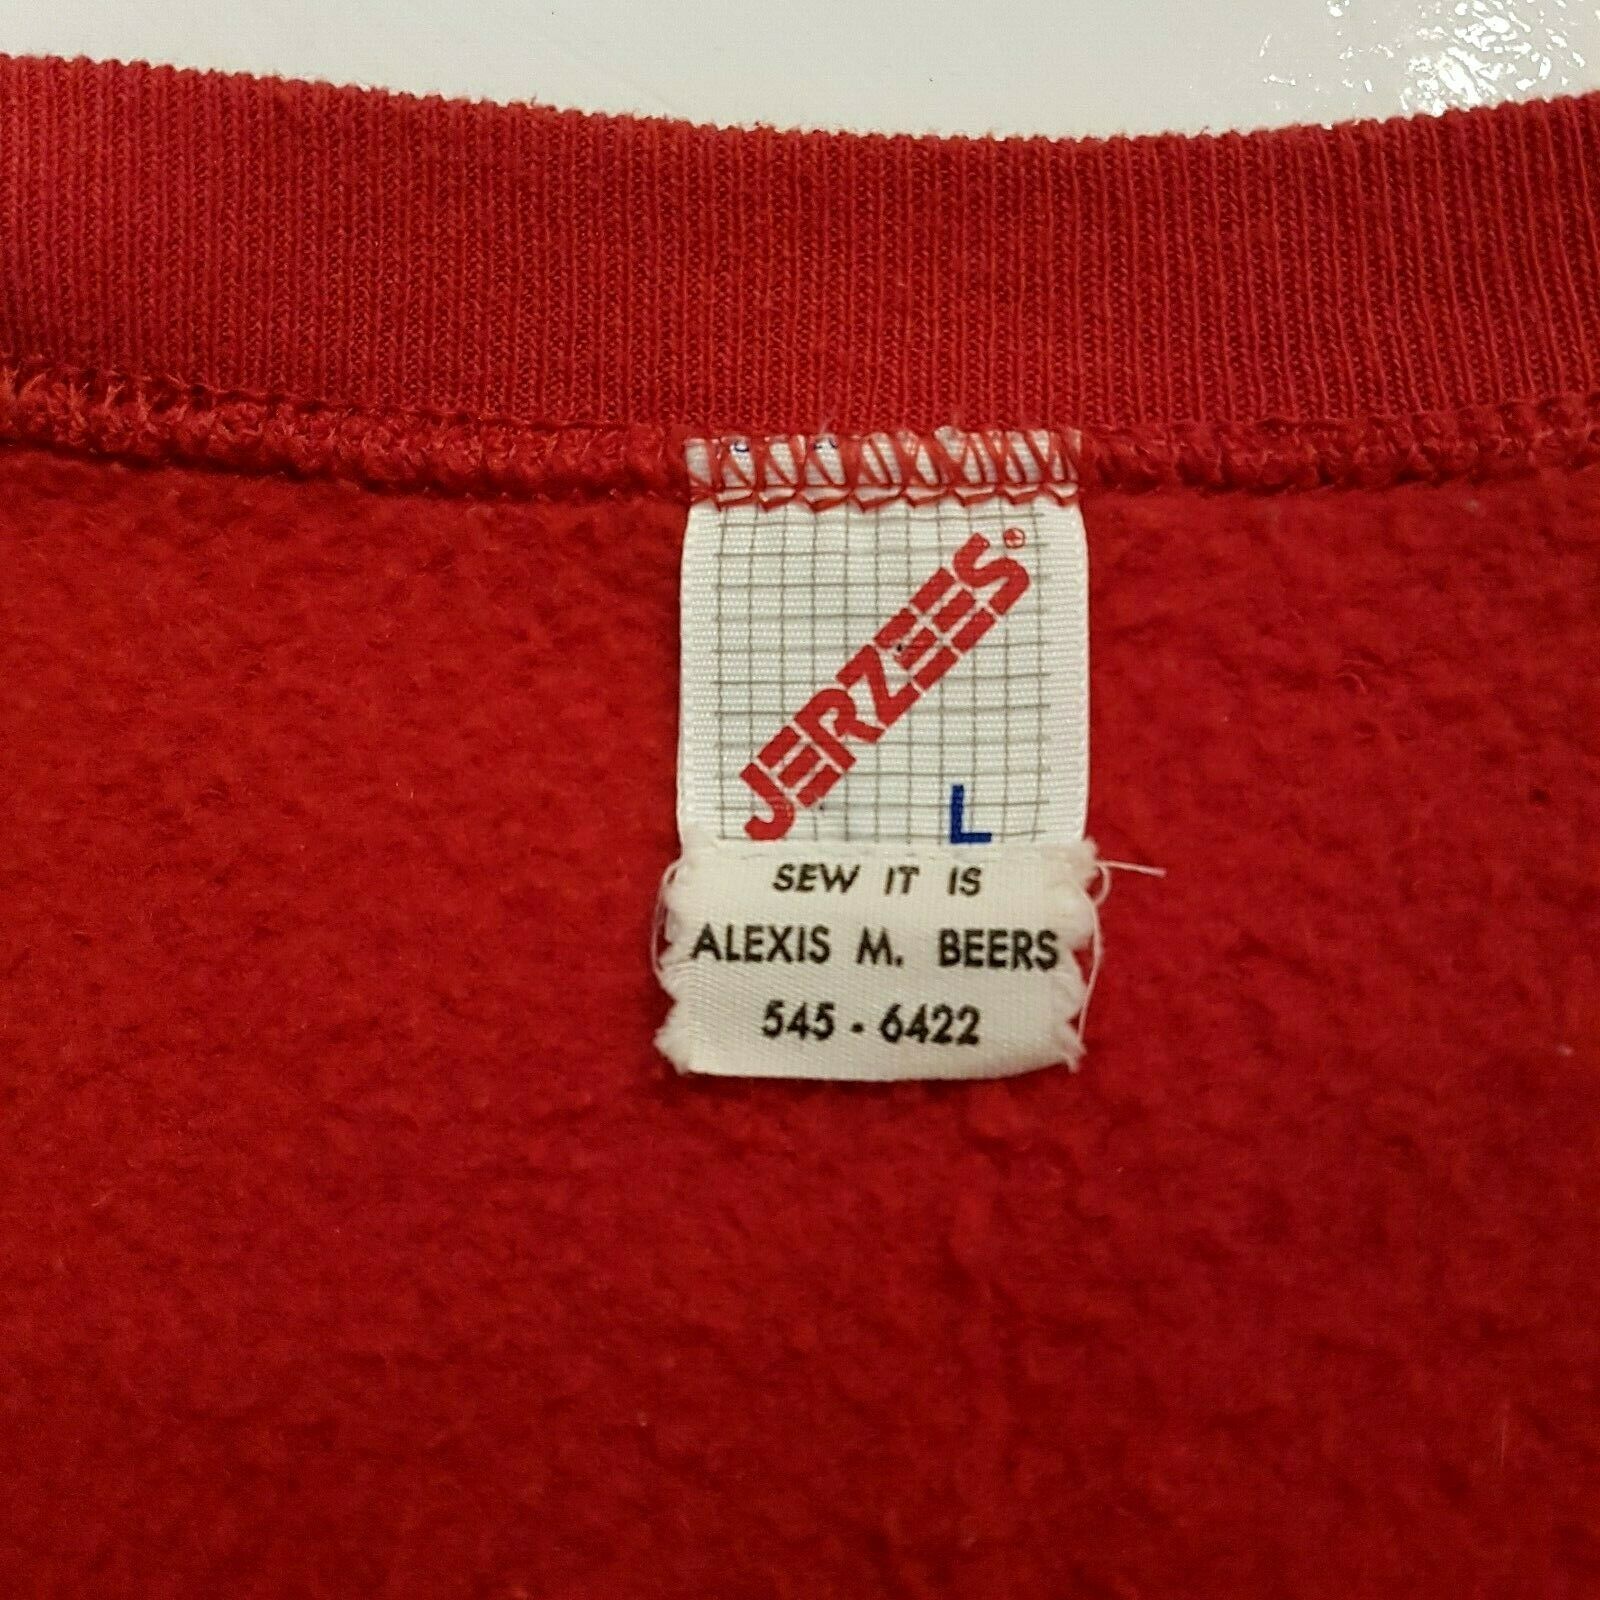 JERZEES®
L
SEW IT IS
ALEXIS M. BEERS
545 - 6422